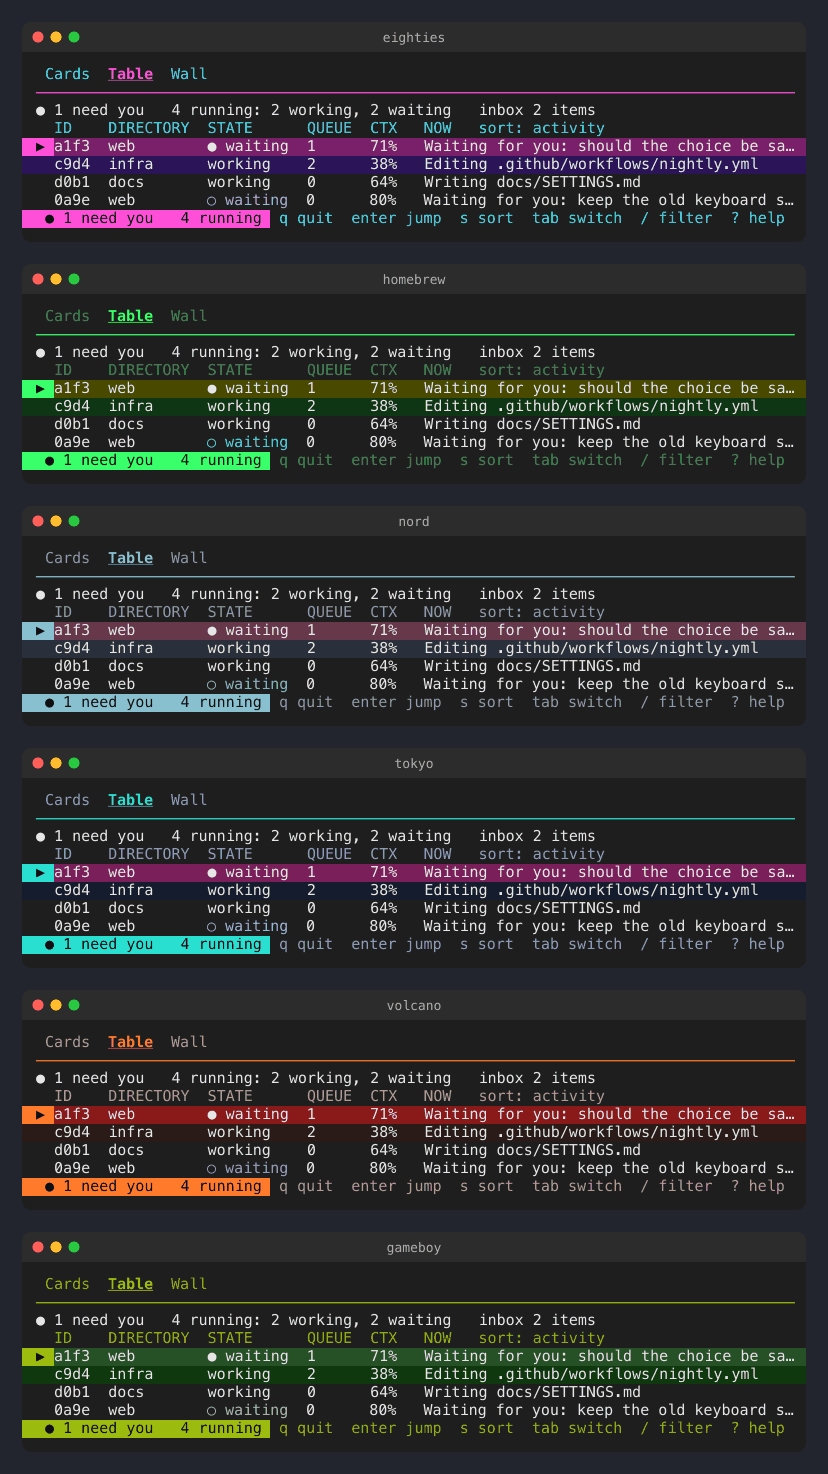 eighties
Cards Table Wall
● 1 need you 4 running: 2 working, 2 waiting inbox 2 items
ID DIRECTORY STATE QUEUE CTX NOW sort: activity
▶ a1f3 web ● waiting 1 71% Waiting for you: should the choice be sa…
c9d4 infra working 2 38% Editing .github/workflows/nightly.yml
d0b1 docs working 0 64% Writing docs/SETTINGS.md
0a9e web ○ waiting 0 80% Waiting for you: keep the old keyboard s…
● 1 need you 4 running q quit enter jump s sort tab switch / filter ? help
homebrew
Cards Table Wall
● 1 need you 4 running: 2 working, 2 waiting inbox 2 items
ID DIRECTORY STATE QUEUE CTX NOW sort: activity
▶ a1f3 web ● waiting 1 71% Waiting for you: should the choice be sa…
c9d4 infra working 2 38% Editing .github/workflows/nightly.yml
d0b1 docs working 0 64% Writing docs/SETTINGS.md
0a9e web ○ waiting 0 80% Waiting for you: keep the old keyboard s…
● 1 need you 4 running q quit enter jump s sort tab switch / filter ? help
nord
Cards Table Wall
● 1 need you 4 running: 2 working, 2 waiting inbox 2 items
ID DIRECTORY STATE QUEUE CTX NOW sort: activity
▶ a1f3 web ● waiting 1 71% Waiting for you: should the choice be sa…
c9d4 infra working 2 38% Editing .github/workflows/nightly.yml
d0b1 docs working 0 64% Writing docs/SETTINGS.md
0a9e web ○ waiting 0 80% Waiting for you: keep the old keyboard s…
● 1 need you 4 running q quit enter jump s sort tab switch / filter ? help
tokyo
Cards Table Wall
● 1 need you 4 running: 2 working, 2 waiting inbox 2 items
ID DIRECTORY STATE QUEUE CTX NOW sort: activity
▶ a1f3 web ● waiting 1 71% Waiting for you: should the choice be sa…
c9d4 infra working 2 38% Editing .github/workflows/nightly.yml
d0b1 docs working 0 64% Writing docs/SETTINGS.md
0a9e web ○ waiting 0 80% Waiting for you: keep the old keyboard s…
● 1 need you 4 running q quit enter jump s sort tab switch / filter ? help
volcano
Cards Table Wall
● 1 need you 4 running: 2 working, 2 waiting inbox 2 items
ID DIRECTORY STATE QUEUE CTX NOW sort: activity
▶ a1f3 web ● waiting 1 71% Waiting for you: should the choice be sa…
c9d4 infra working 2 38% Editing .github/workflows/nightly.yml
d0b1 docs working 0 64% Writing docs/SETTINGS.md
0a9e web ○ waiting 0 80% Waiting for you: keep the old keyboard s…
● 1 need you 4 running q quit enter jump s sort tab switch / filter ? help
gameboy
Cards Table Wall
● 1 need you 4 running: 2 working, 2 waiting inbox 2 items
ID DIRECTORY STATE QUEUE CTX NOW sort: activity
▶ a1f3 web ● waiting 1 71% Waiting for you: should the choice be sa…
c9d4 infra working 2 38% Editing .github/workflows/nightly.yml
d0b1 docs working 0 64% Writing docs/SETTINGS.md
0a9e web ○ waiting 0 80% Waiting for you: keep the old keyboard s…
● 1 need you 4 running q quit enter jump s sort tab switch / filter ? help